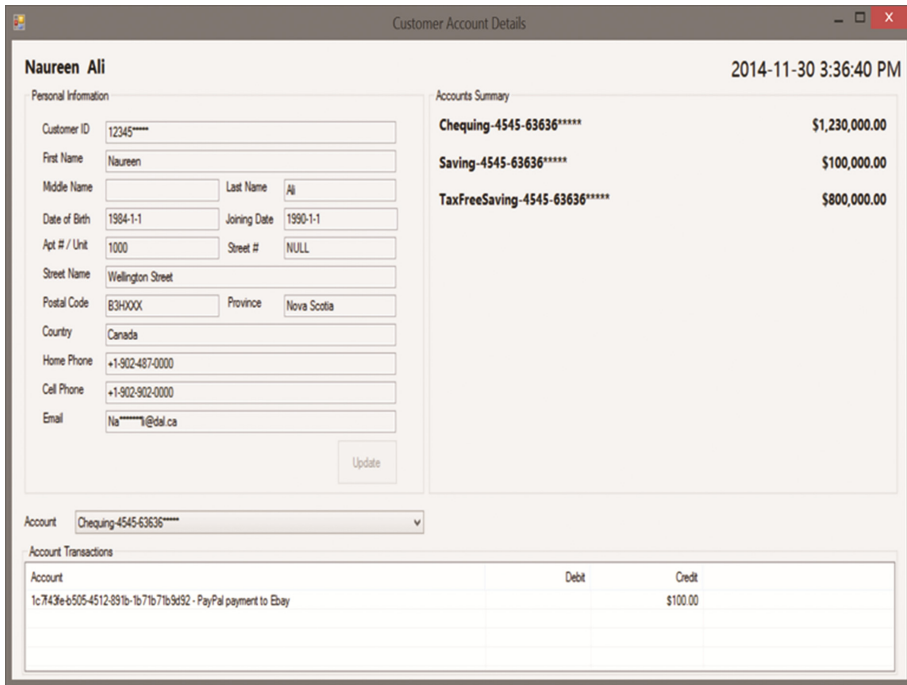 Customer Account Details
Naureen Ali
2014-11-30 3:36:40 PM
Personal Information
Customer ID 12345*****
First Name Naureen
Middle Name Last Name Ali
Date of Birth 1984-1-1 Joining Date 1990-1-1
Apt # / Unit 1000 Street # NULL
Street Name Wellington Street
Postal Code B3HXXX Province Nova Scotia
Country Canada
Home Phone +1-902-487-0000
Cell Phone +1-902-902-0000
Email Na*******li@dal.ca
Update
Accounts Summary
Chequing-4545-63636***** $1,230,000.00
Saving-4545-63636***** $100,000.00
TaxFreeSaving-4545-63636***** $800,000.00
Account Chequing-4545-63636*****
Account Transactions
Account Debit Credit
1c7f43fe-b505-4512-891b-1b71b71b9d92 - PayPal payment to Ebay $100.00